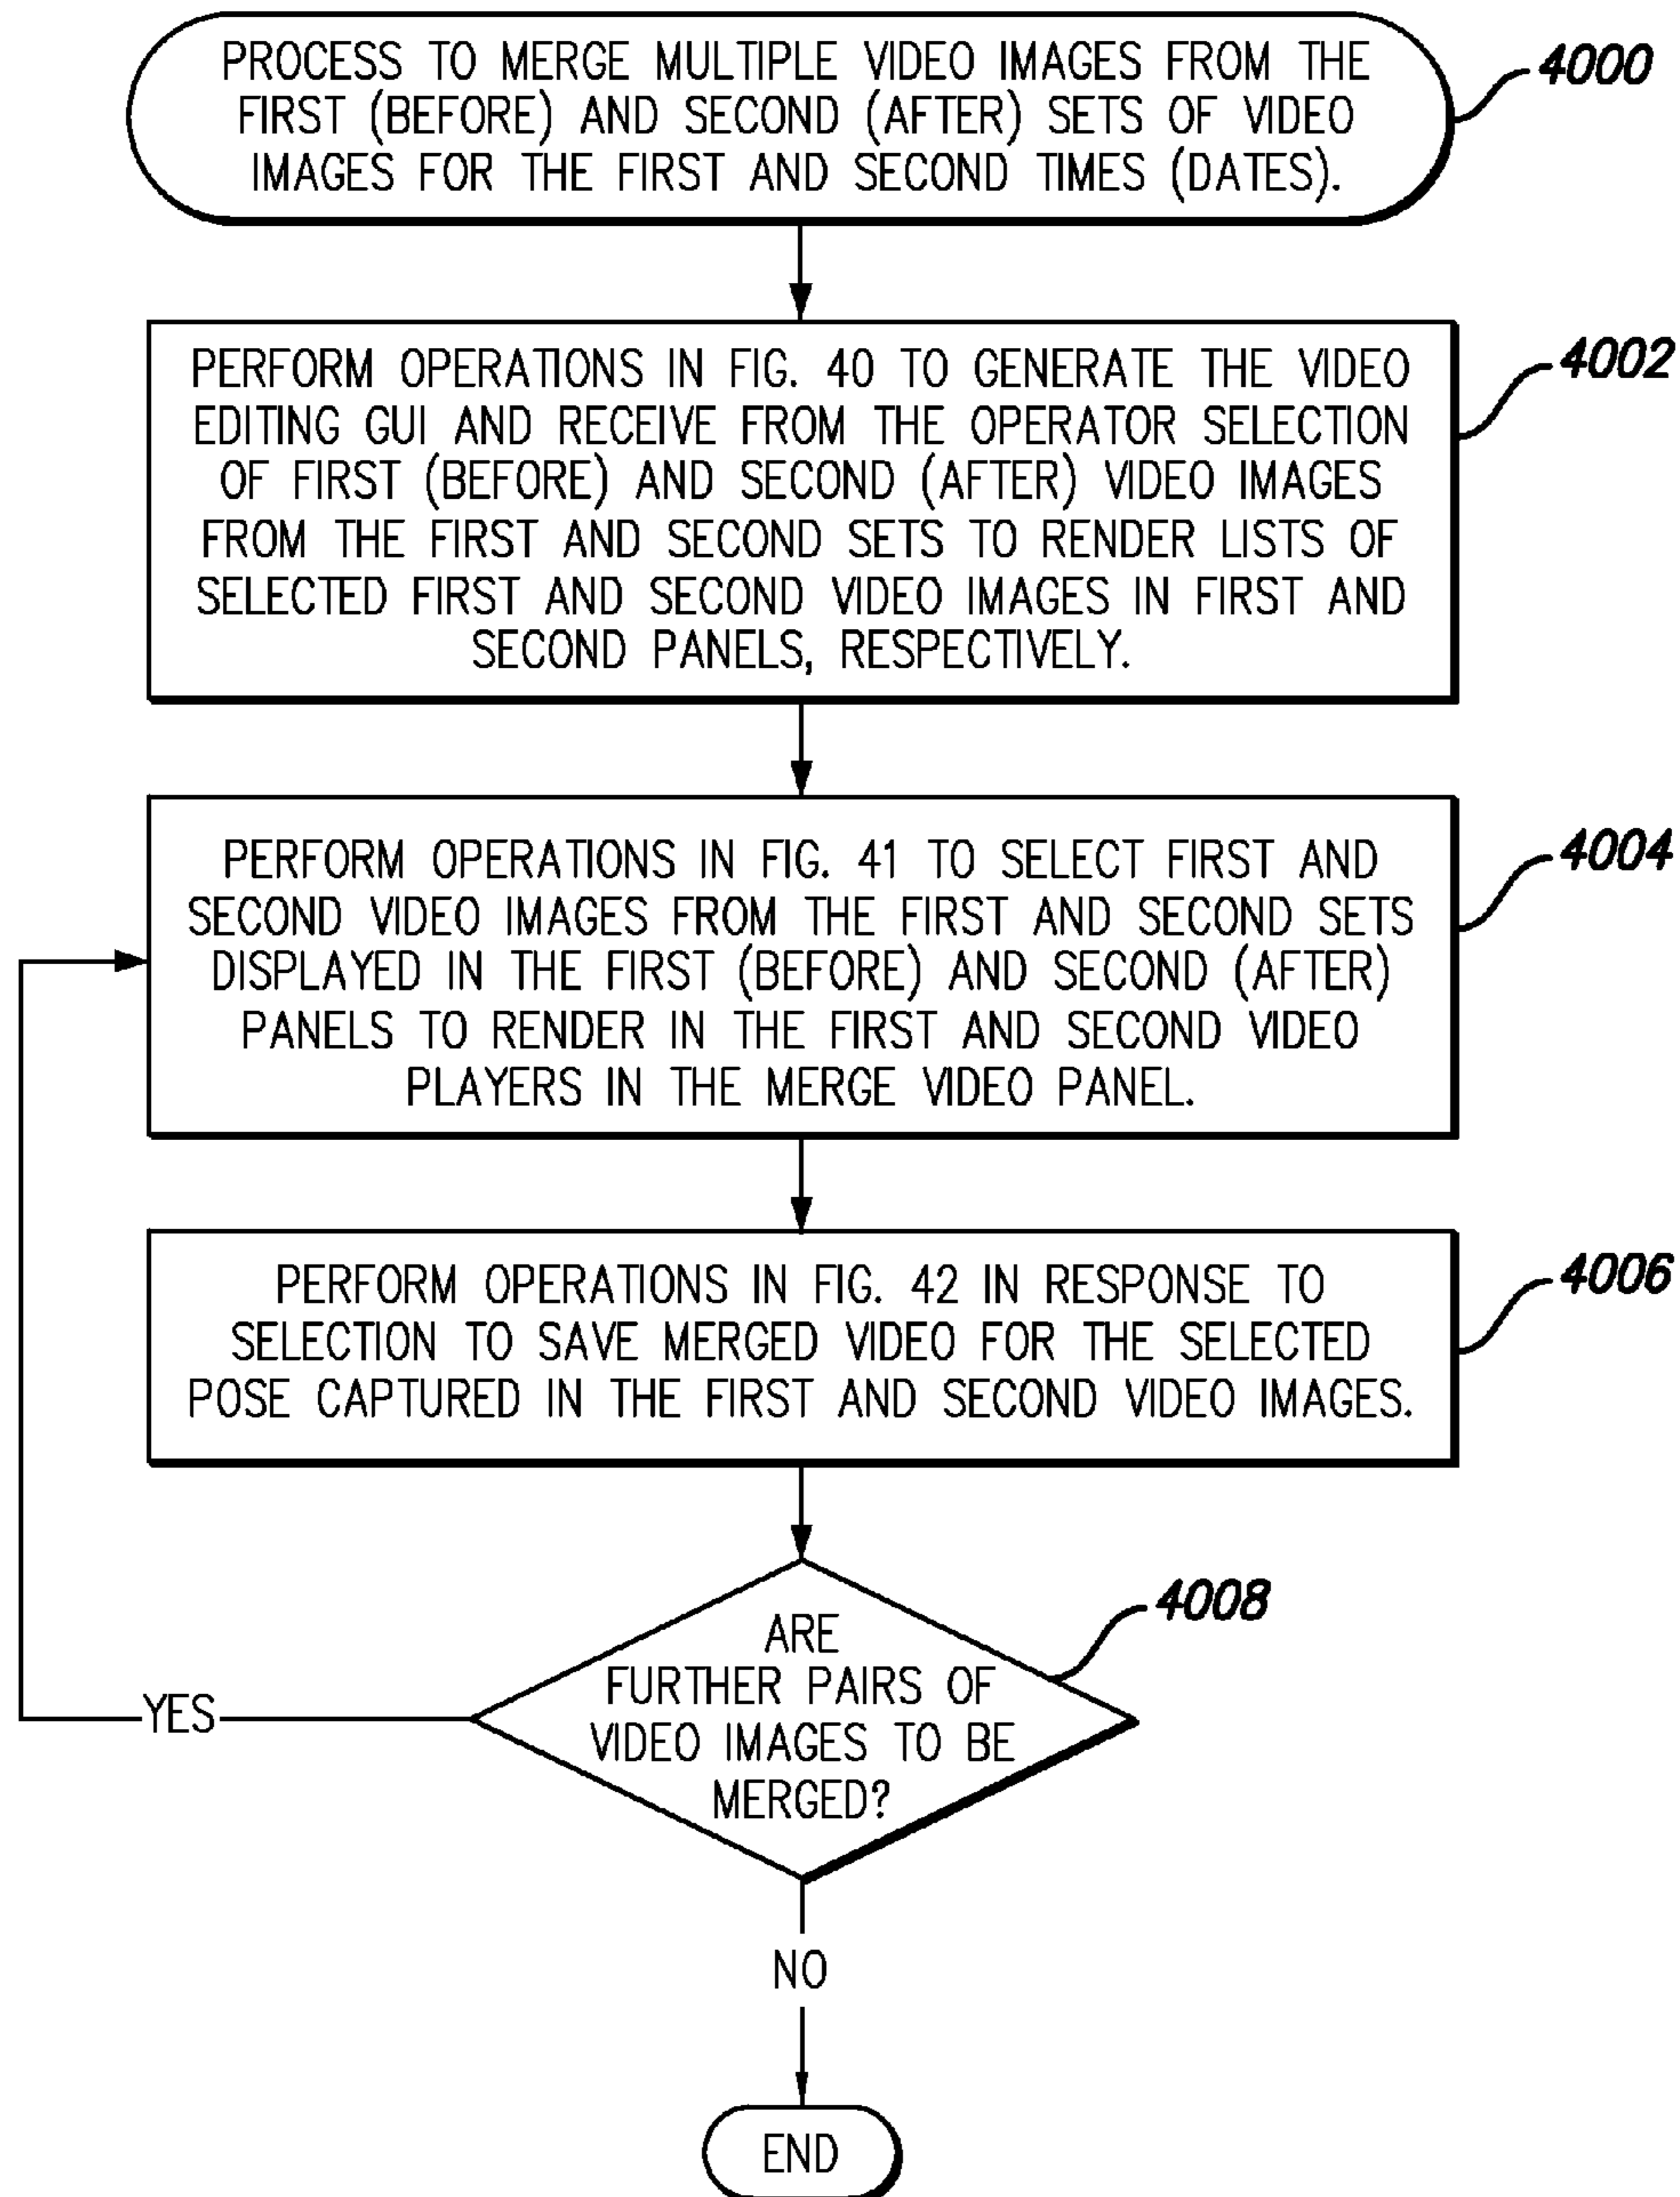 PROCESS TO MERGE MULTIPLE VIDEO IMAGES FROM THE
FIRST (BEFORE) AND SECOND (AFTER) SETS OF VIDEO
IMAGES FOR THE FIRST AND SECOND TIMES (DATES).
4000
PERFORM OPERATIONS IN FIG. 40 TO GENERATE THE VIDEO
EDITING GUI AND RECEIVE FROM THE OPERATOR SELECTION
OF FIRST (BEFORE) AND SECOND (AFTER) VIDEO IMAGES
FROM THE FIRST AND SECOND SETS TO RENDER LISTS OF
SELECTED FIRST AND SECOND VIDEO IMAGES IN FIRST AND
SECOND PANELS, RESPECTIVELY.
4002
PERFORM OPERATIONS IN FIG. 41 TO SELECT FIRST AND
SECOND VIDEO IMAGES FROM THE FIRST AND SECOND SETS
DISPLAYED IN THE FIRST (BEFORE) AND SECOND (AFTER)
PANELS TO RENDER IN THE FIRST AND SECOND VIDEO
PLAYERS IN THE MERGE VIDEO PANEL.
4004
PERFORM OPERATIONS IN FIG. 42 IN RESPONSE TO
SELECTION TO SAVE MERGED VIDEO FOR THE SELECTED
POSE CAPTURED IN THE FIRST AND SECOND VIDEO IMAGES.
4006
ARE
FURTHER PAIRS OF
VIDEO IMAGES TO BE
MERGED?
4008
YES
NO
END